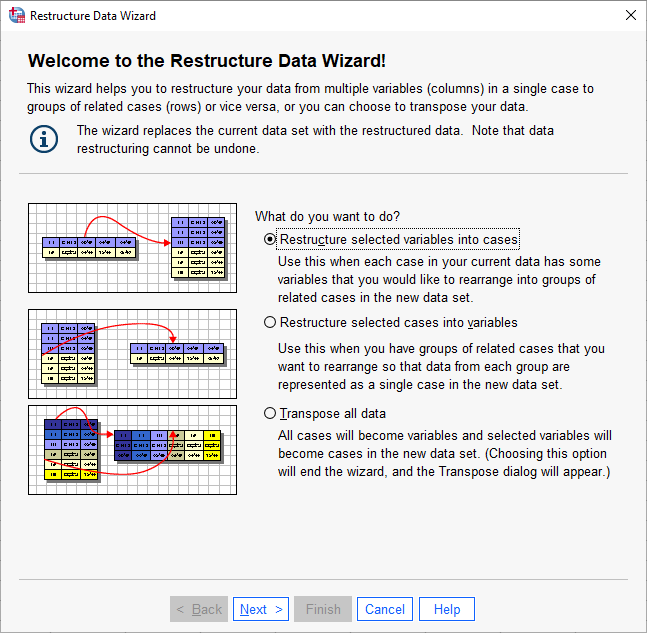 Restructure Data Wizard
Welcome to the Restructure Data Wizard!
This wizard helps you to restructure your data from multiple variables (columns) in a single case to
groups of related cases (rows) or vice versa, or you can choose to transpose your data.
The wizard replaces the current data set with the restructured data.  Note that data
restructuring cannot be undone.
What do you want to do?
Restructure selected variables into cases
Use this when each case in your current data has some
variables that you would like to rearrange into groups of
related cases in the new data set.
Restructure selected cases into variables
Use this when you have groups of related cases that you
want to rearrange so that data from each group are
represented as a single case in the new data set.
Transpose all data
All cases will become variables and selected variables will
become cases in the new data set. (Choosing this option
will end the wizard, and the Transpose dialog will appear.)
< Back Next > Finish Cancel Help